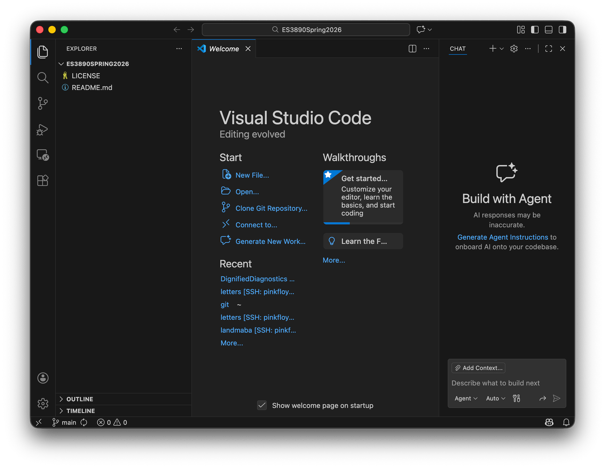 ES3890Spring2026
EXPLORER
ES3890SPRING2026
LICENSE
README.md
OUTLINE
TIMELINE
Welcome
Visual Studio Code
Editing evolved
Start
New File...
Open...
Clone Git Repository...
Connect to...
Generate New Work...
Recent
DignifiedDiagnostics ...
letters [SSH: pinkfloy...
git ~
letters [SSH: pinkfloy...
landmaba [SSH: pinkf...
More...
Walkthroughs
Get started...
Customize your
editor, learn the
basics, and start
coding
Learn the F...
More...
Show welcome page on startup
CHAT
Build with Agent
AI responses may be
inaccurate.
Generate Agent Instructions to
onboard AI onto your codebase.
Add Context...
Describe what to build next
Agent
Auto
main
0
0